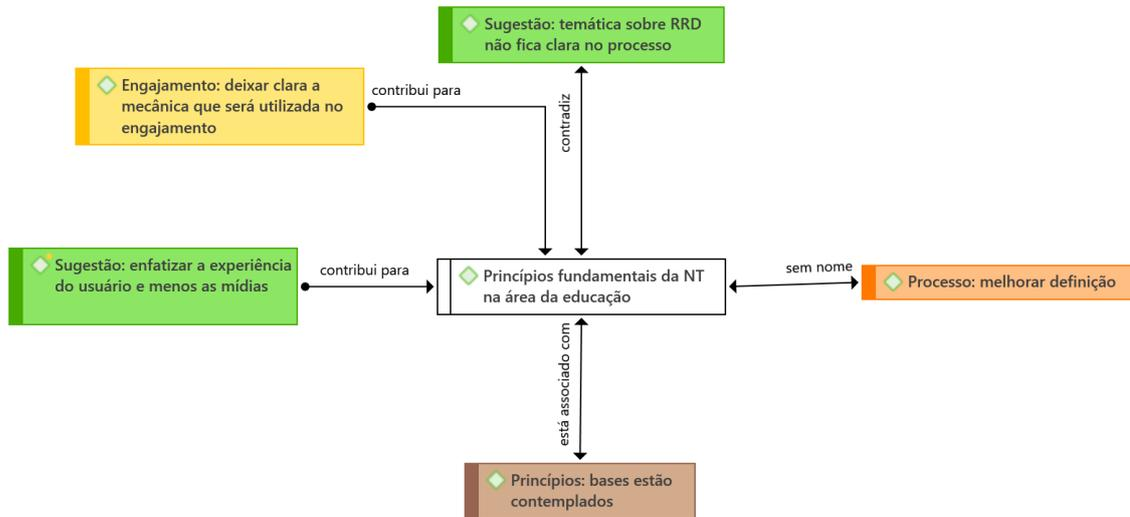 Sugestão: temática sobre RRD
não fica clara no processo
Engajamento: deixar clara a
mecânica que será utilizada no
engajamento
contribui para
contradiz
Sugestão: enfatizar a experiência
do usuário e menos as mídias
contribui para
Princípios fundamentais da NT
na área da educação
sem nome
Processo: melhorar definição
está associado com
Princípios: bases estão
contemplados